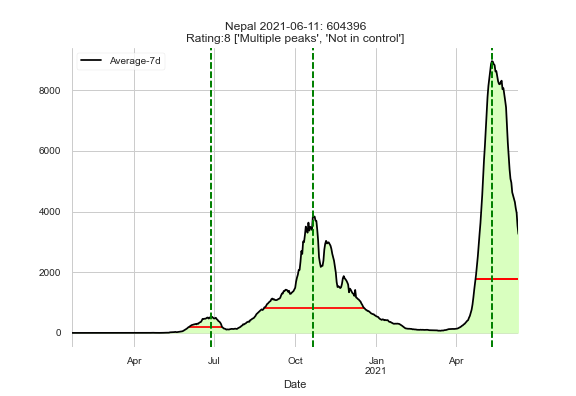 Nepal 2021-06-11: 604396
Rating:8 ['Multiple peaks', 'Not in control']
Average-7d
8000
6000
4000
2000
0
Apr
Jul
Oct
Jan
2021
Apr
Date